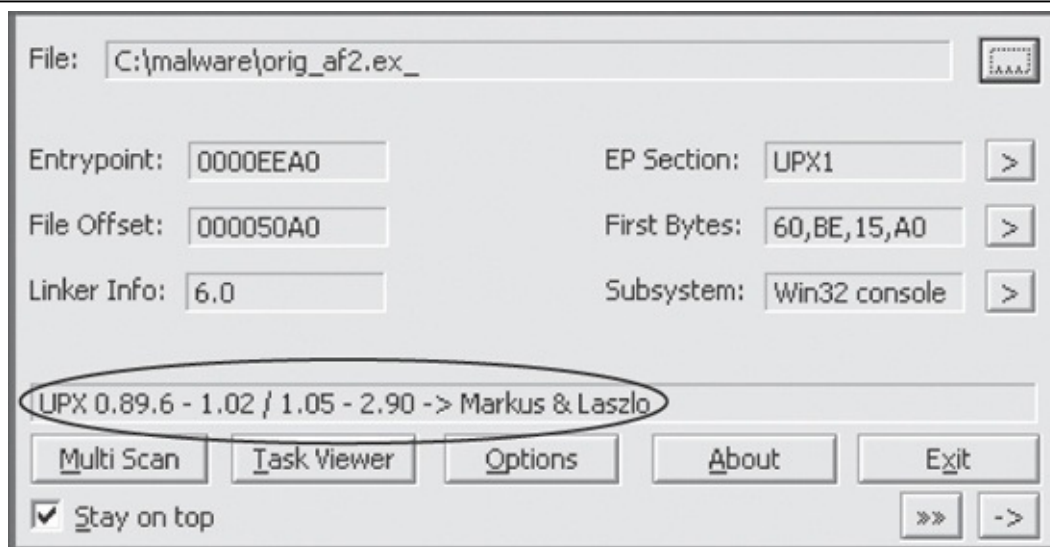 File: C:\malware\orig_af2.ex_ ...
Entrypoint: 0000EEA0 EP Section: UPX1 >
File Offset: 000050A0 First Bytes: 60,BE,15,A0 >
Linker Info: 6.0 Subsystem: Win32 console >
UPX 0.89.6 - 1.02 / 1.05 - 2.90 -> Markus & Laszlo
Multi Scan Task Viewer Options About Exit
Stay on top »» ->